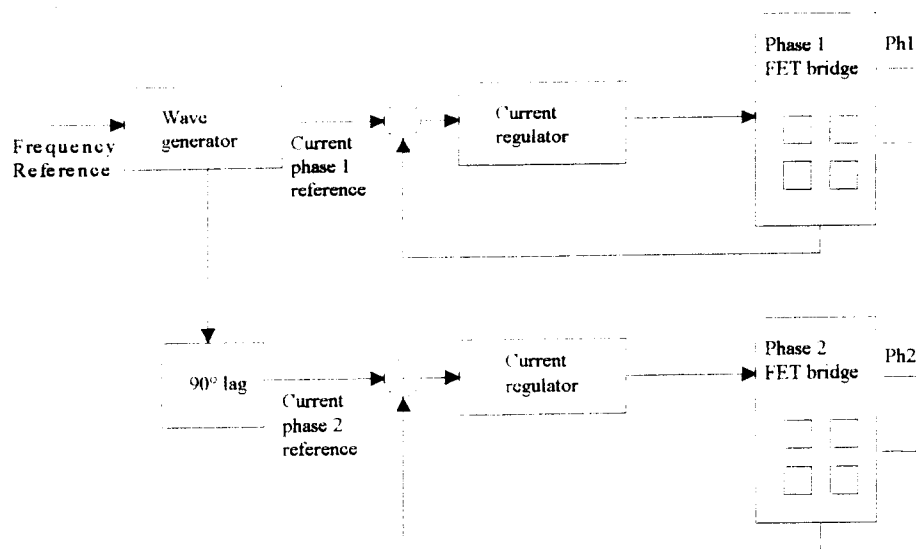 Phase 1
FET bridge
Ph1
Wave
generator
Current
regulator
Frequency
Reference
Current
phase 1
reference
Phase 2
FET bridge
Ph2
90° lag
Current
regulator
Current
phase 2
reference